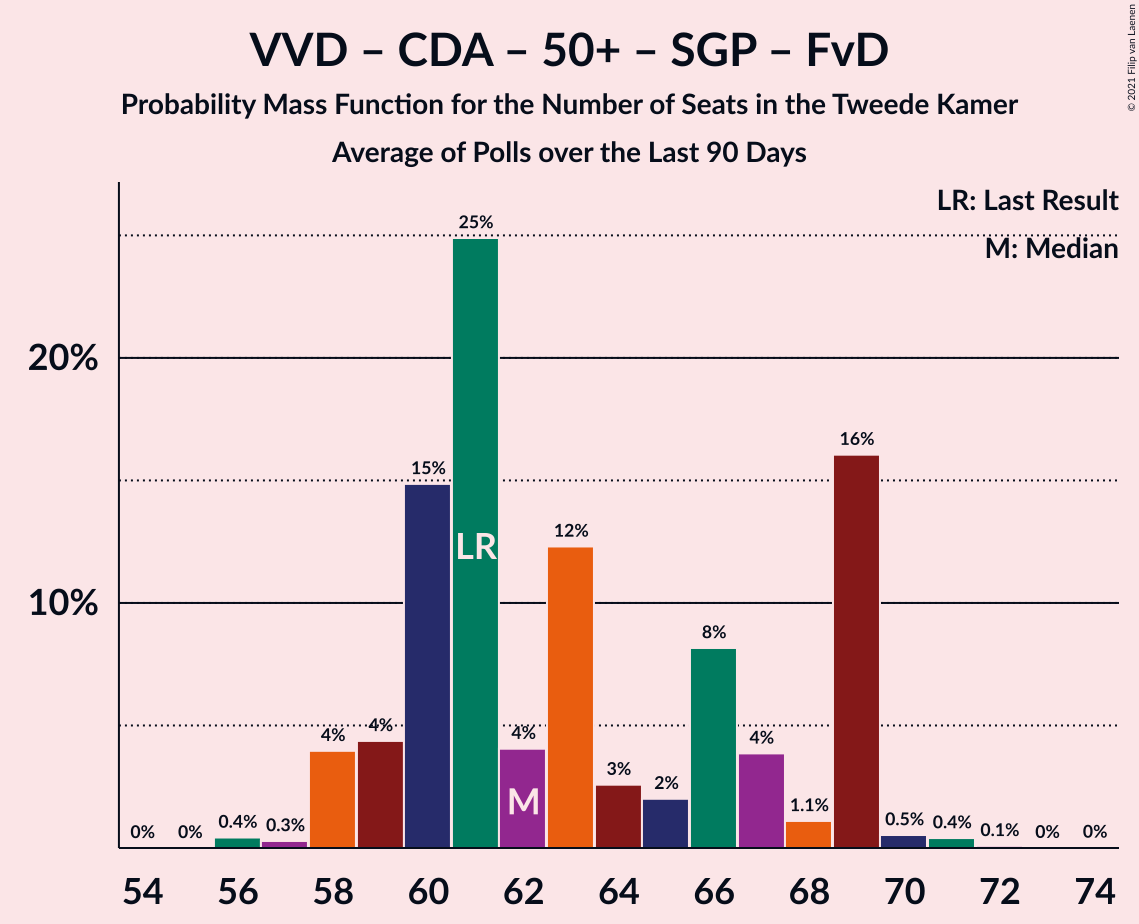 VVD – CDA – 50+ – SGP – FvD
Probability Mass Function for the Number of Seats in the Tweede Kamer
Average of Polls over the Last 90 Days
© 2021 Filip van Laenen
LR: Last Result
M: Median
20%
10%
0%
0%
0.4%
0.3%
4%
4%
15%
25%
4%
12%
3%
2%
8%
4%
1.1%
16%
0.5%
0.4%
0.1%
0%
0%
LR
M
54 56 58 60 62 64 66 68 70 72 74